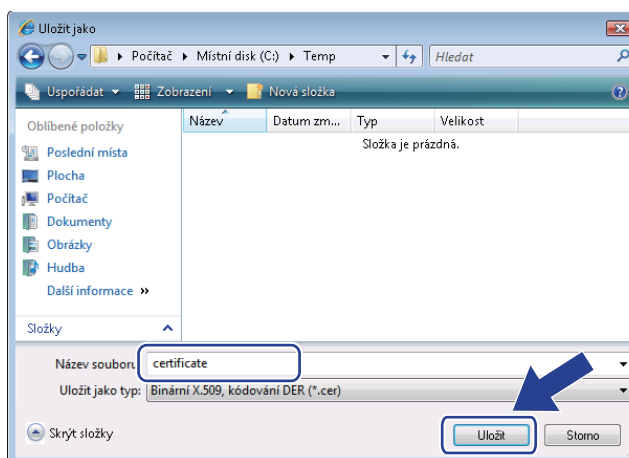 Uložit jako
Počítač ▸ Místní disk (C:) ▸ Temp
Hledat
Uspořádat
Zobrazení
Nová složka
Oblíbené položky
Poslední místa
Plocha
Počítač
Dokumenty
Obrázky
Hudba
Další informace »
Složky
Název Datum zm... Typ Velikost
Složka je prázdná.
Název souboru certificate
Uložit jako typ: Binární X.509, kódování DER (*.cer)
Skrýt složky
Uložit
Storno